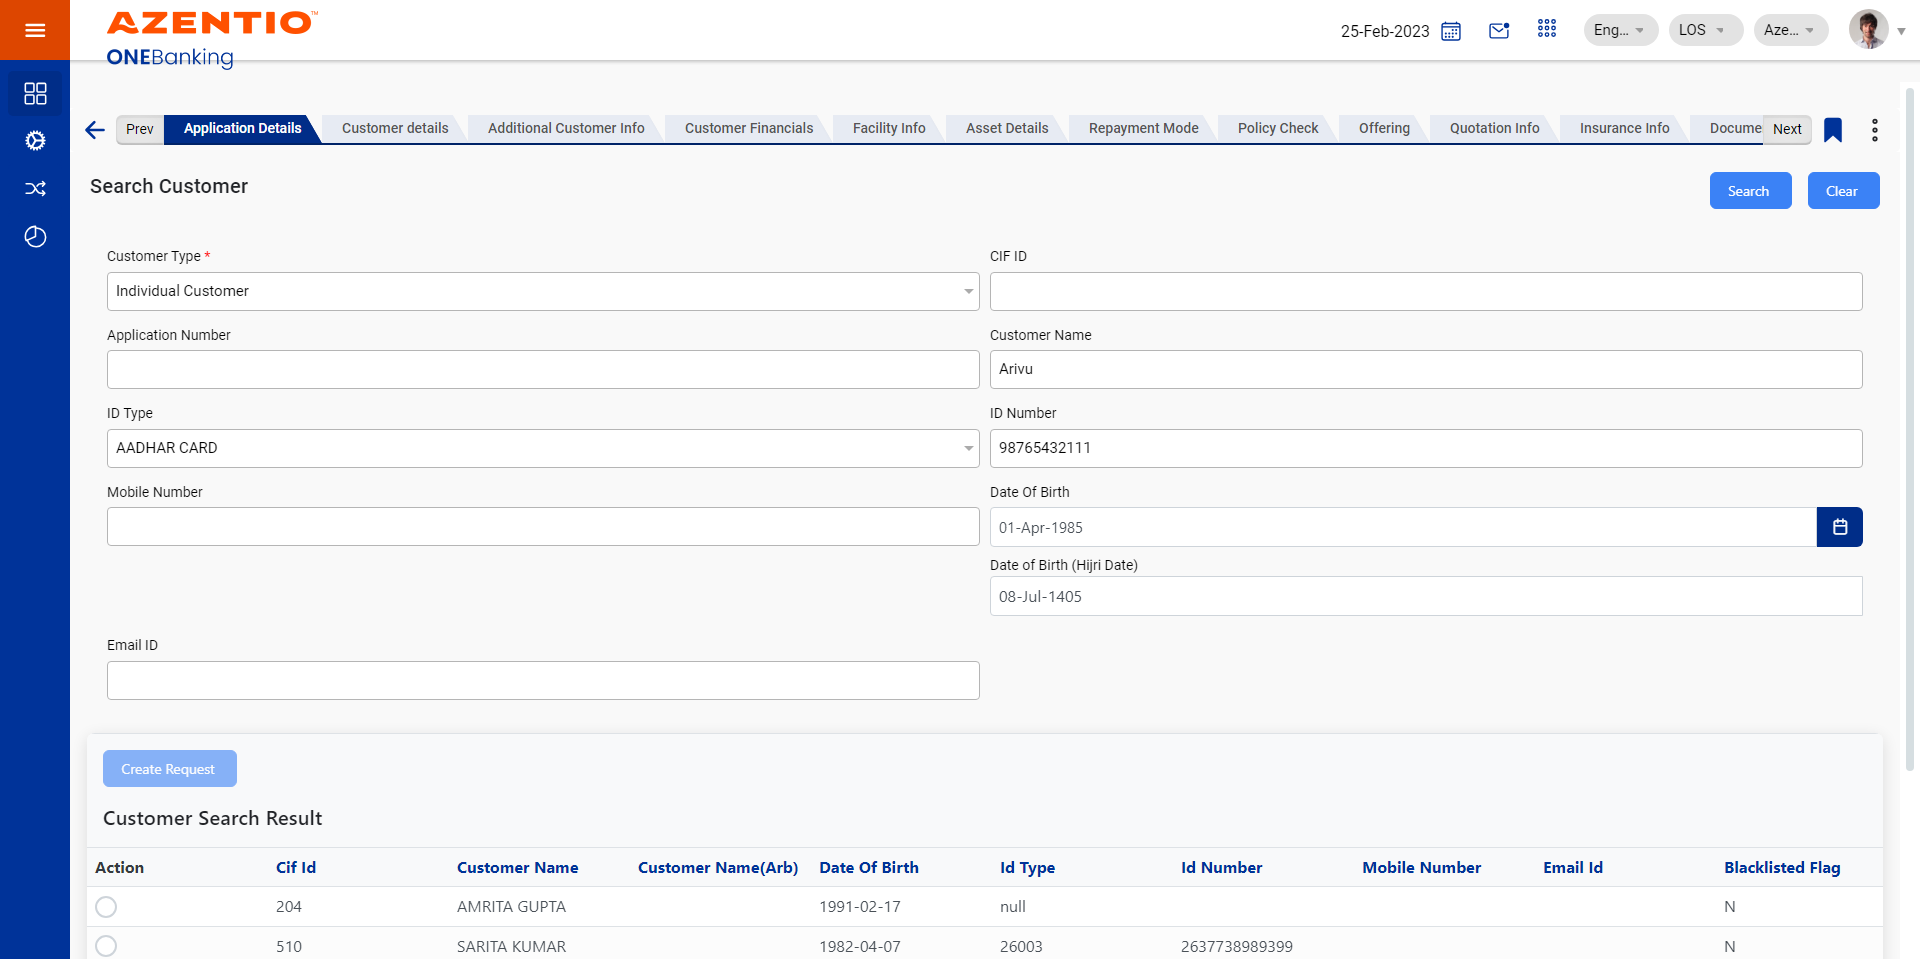 AZENTIO™
ONEBanking
25-Feb-2023
Eng...
LOS
Aze...
Prev
Application Details
Customer details
Additional Customer Info
Customer Financials
Facility Info
Asset Details
Repayment Mode
Policy Check
Offering
Quotation Info
Insurance Info
Docume
Next
Search Customer
Search
Clear
Customer Type *
CIF ID
Individual Customer
Application Number
Customer Name
Arivu
ID Type
ID Number
AADHAR CARD
98765432111
Mobile Number
Date Of Birth
01-Apr-1985
Date of Birth (Hijri Date)
08-Jul-1405
Email ID
Create Request
Customer Search Result
Action Cif Id Customer Name Customer Name(Arb) Date Of Birth Id Type Id Number Mobile Number Email Id Blacklisted Flag
204 AMRITA GUPTA 1991-02-17 null N
510 SARITA KUMAR 1982-04-07 26003 2637738989399 N